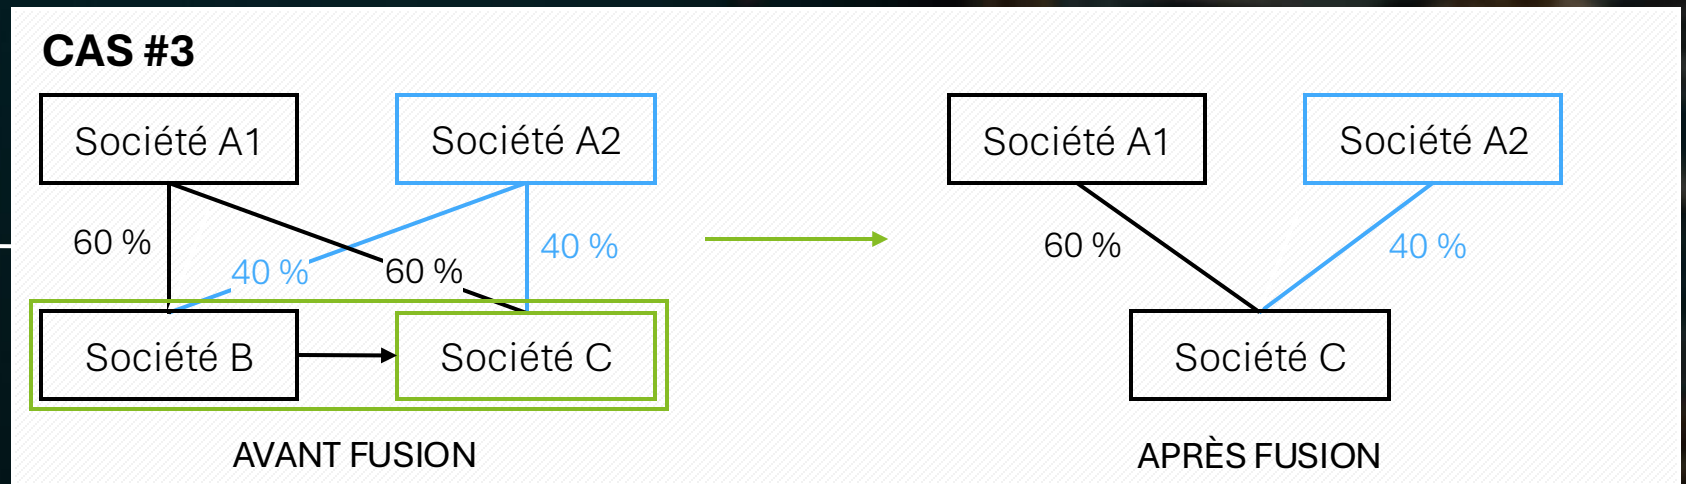 CAS #3
Société A1
Société A2
Société A1
Société A2
60 %
40 %
60 %
40 %
60 %
40 %
Société B
Société C
Société C
AVANT FUSION
APRÈS FUSION